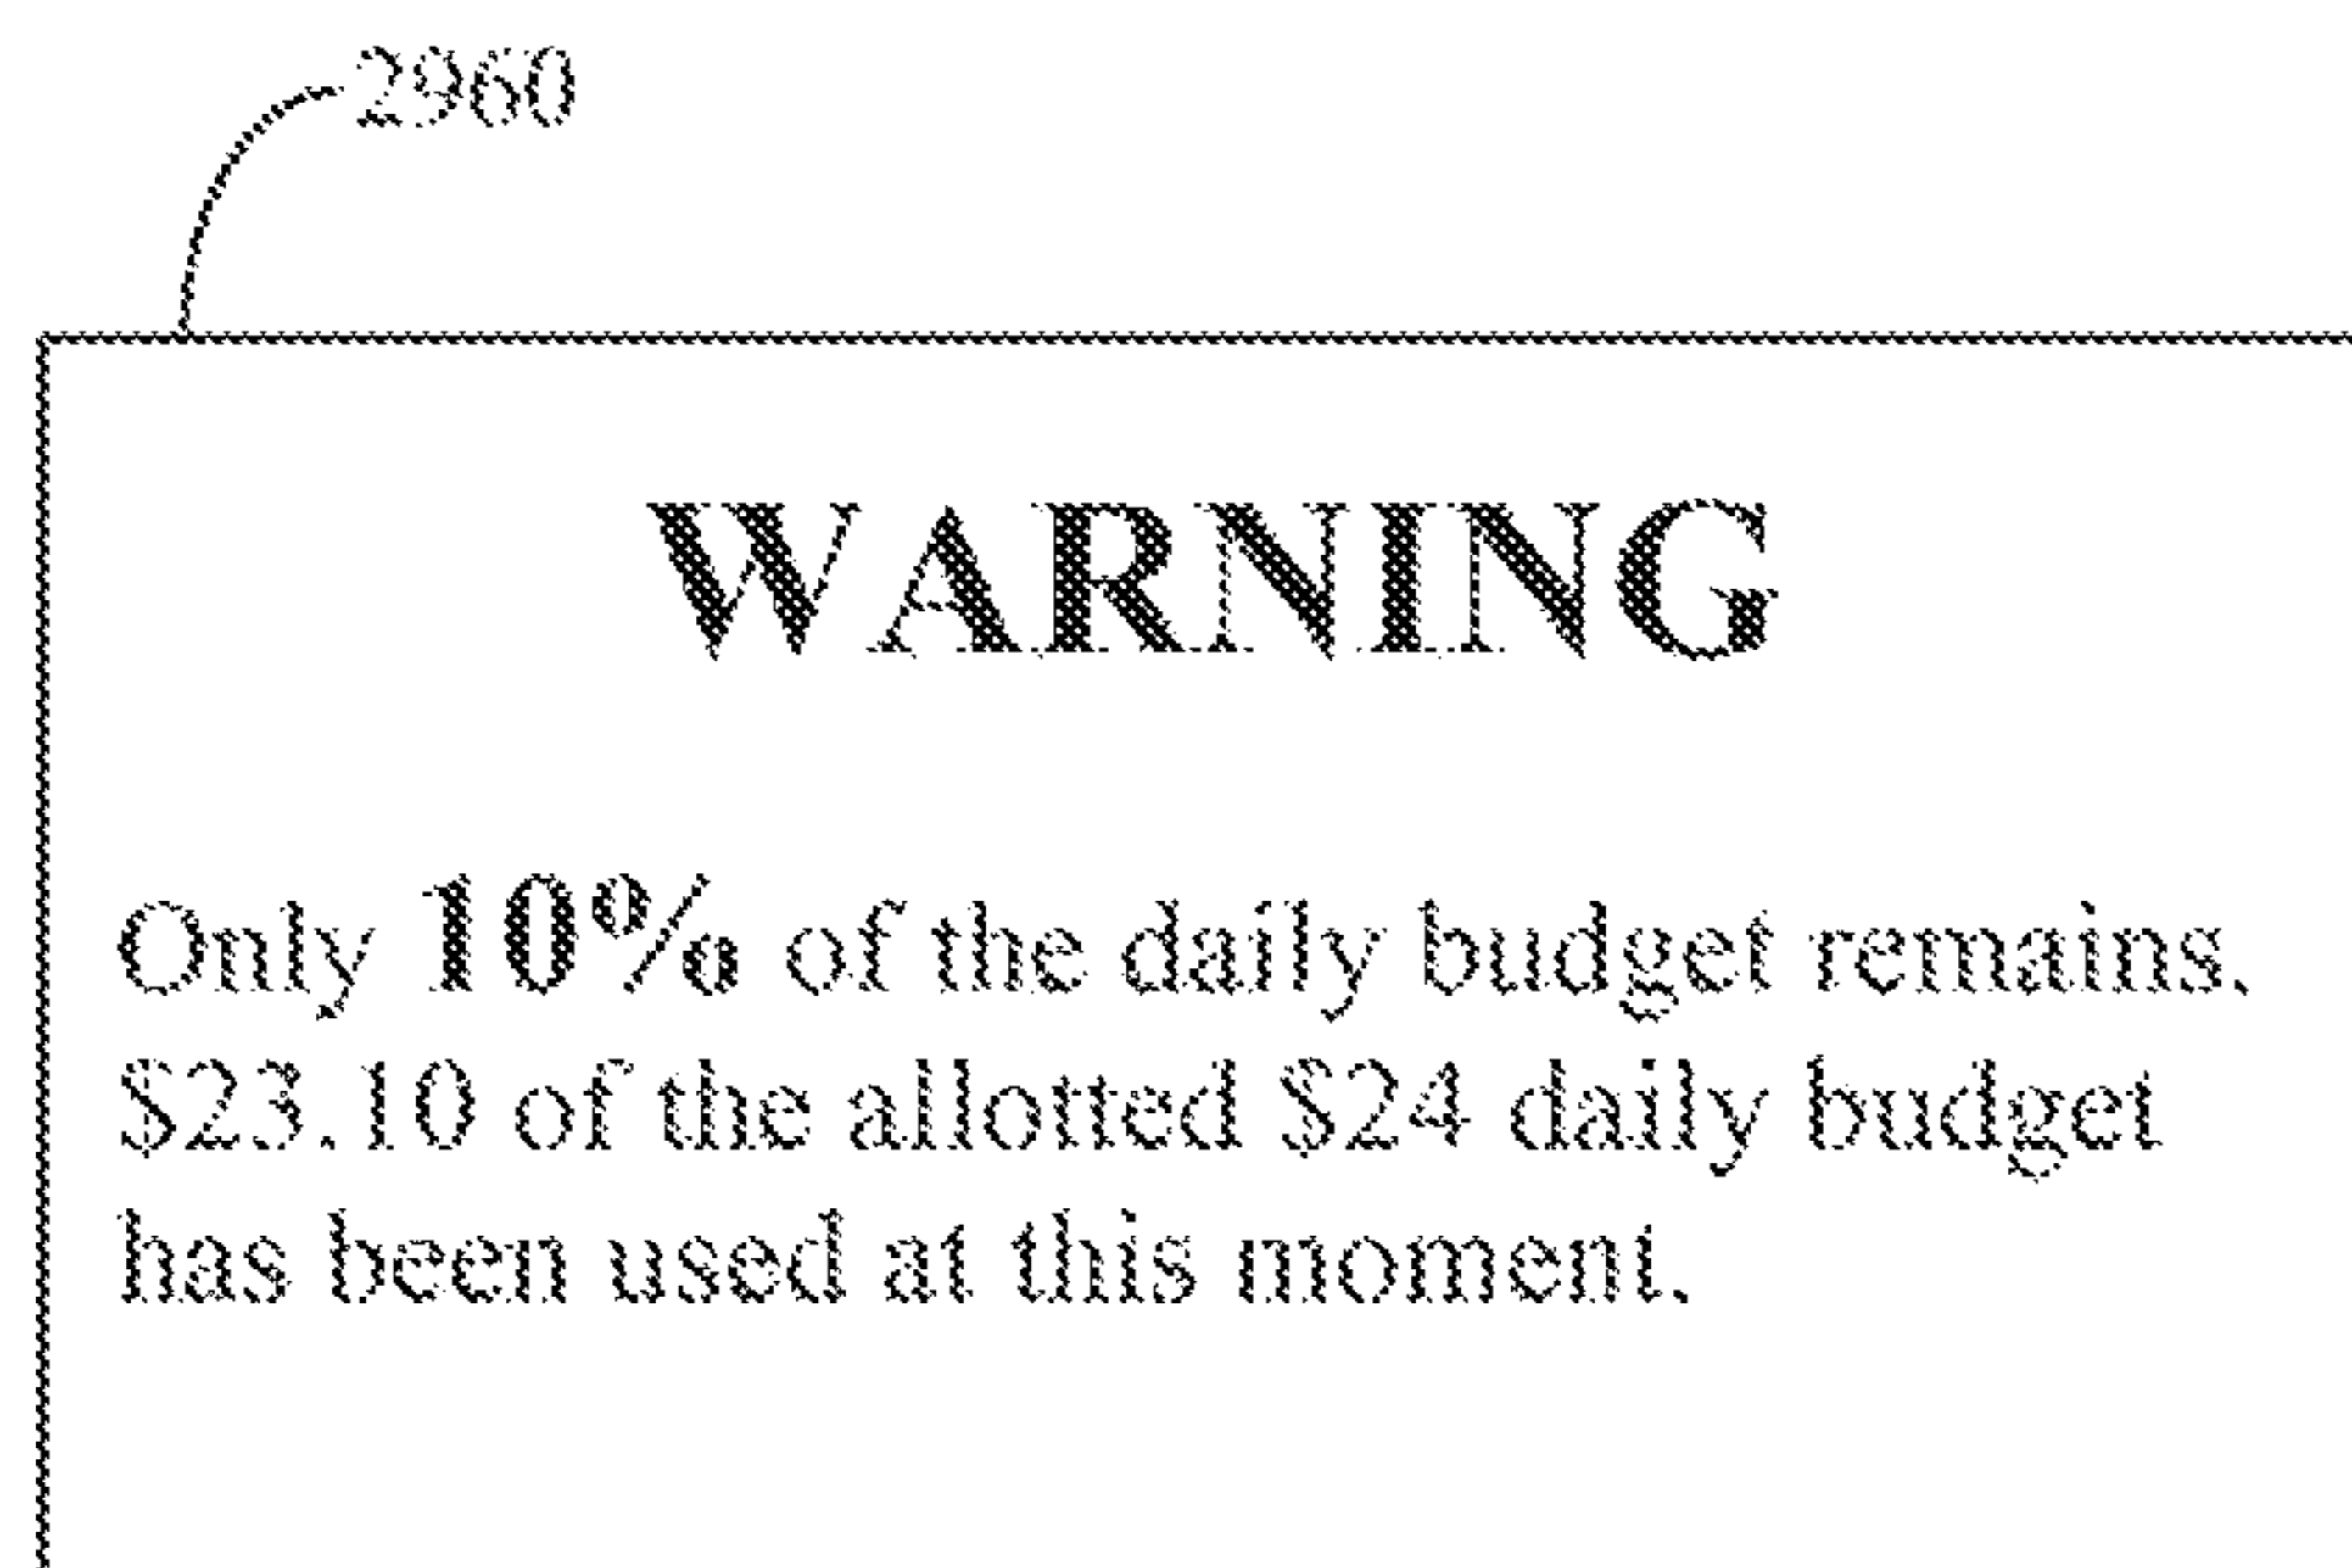 2960
WARNING
Only 10% of the daily budget remains.
$23.10 of the allotted $24 daily budget
has been used at this moment.